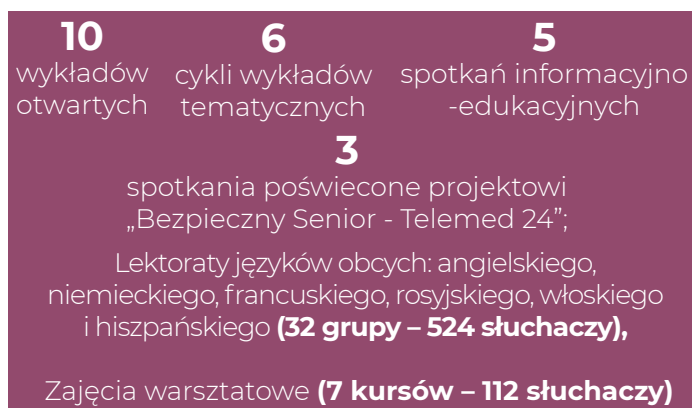 10
wykładów
otwartych
6
cykli wykładów
tematycznych
5
spotkań informacyjno
-edukacyjnych
3
spotkania poświecone projektowi
„Bezpieczny Senior - Telemed 24”;
Lektoraty języków obcych: angielskiego,
niemieckiego, francuskiego, rosyjskiego, włoskiego
i hiszpańskiego (32 grupy – 524 słuchaczy),
Zajęcia warsztatowe (7 kursów – 112 słuchaczy)